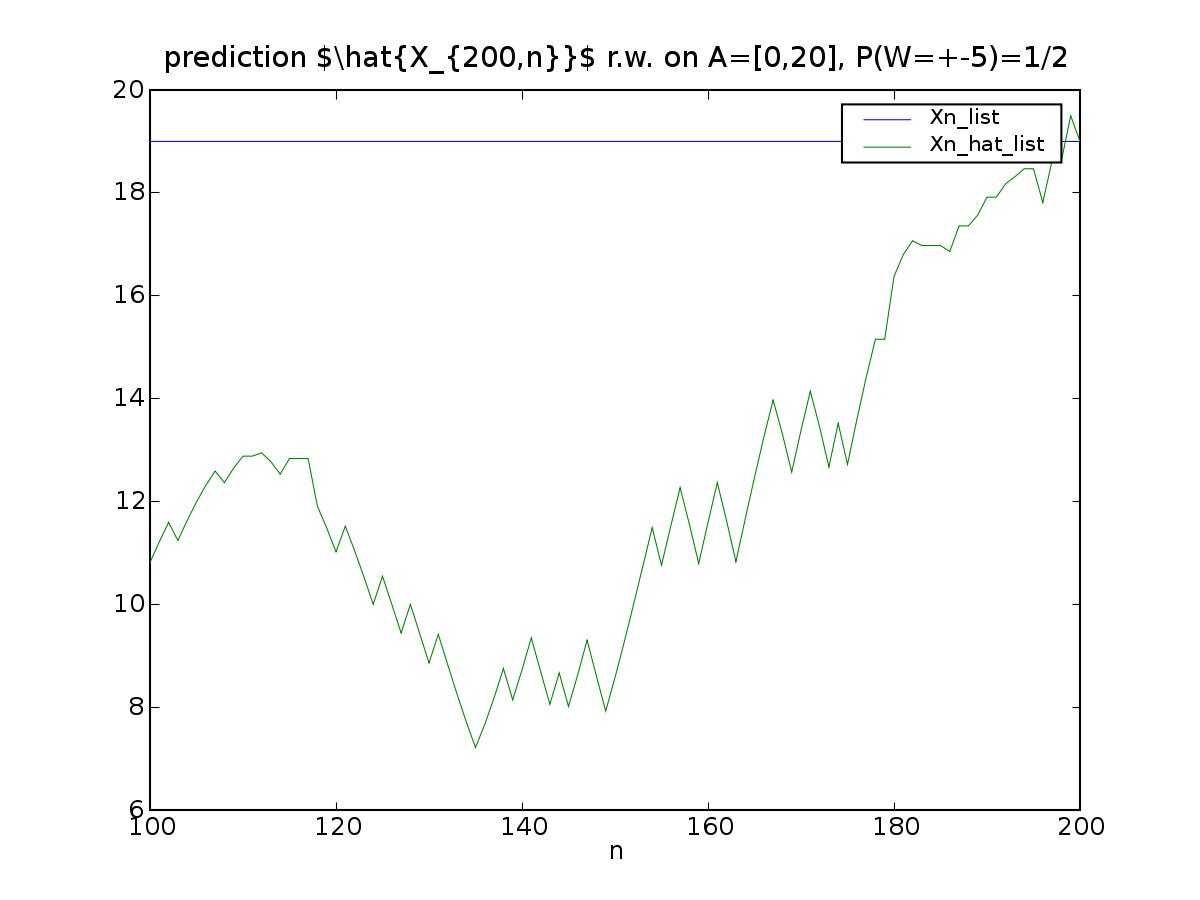 prediction $\hat{X_{200,n}}$ r.w. on A=[0,20], P(W=+-5)=1/2
20
18
16
14
12
10
8
6
Xn_list
Xn_hat_list
100 120 140 160 180 200
n